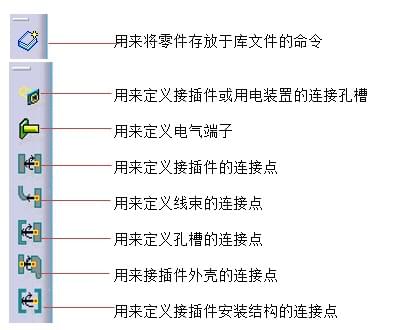 用来将零件存放于库文件的命令
用来定义接插件或用电装置的连接孔槽
用来定义电气端子
用来定义接插件的连接点
用来定义线束的连接点
用来定义孔槽的连接点
用来接插件外壳的连接点
用来定义接插件安装结构的连接点